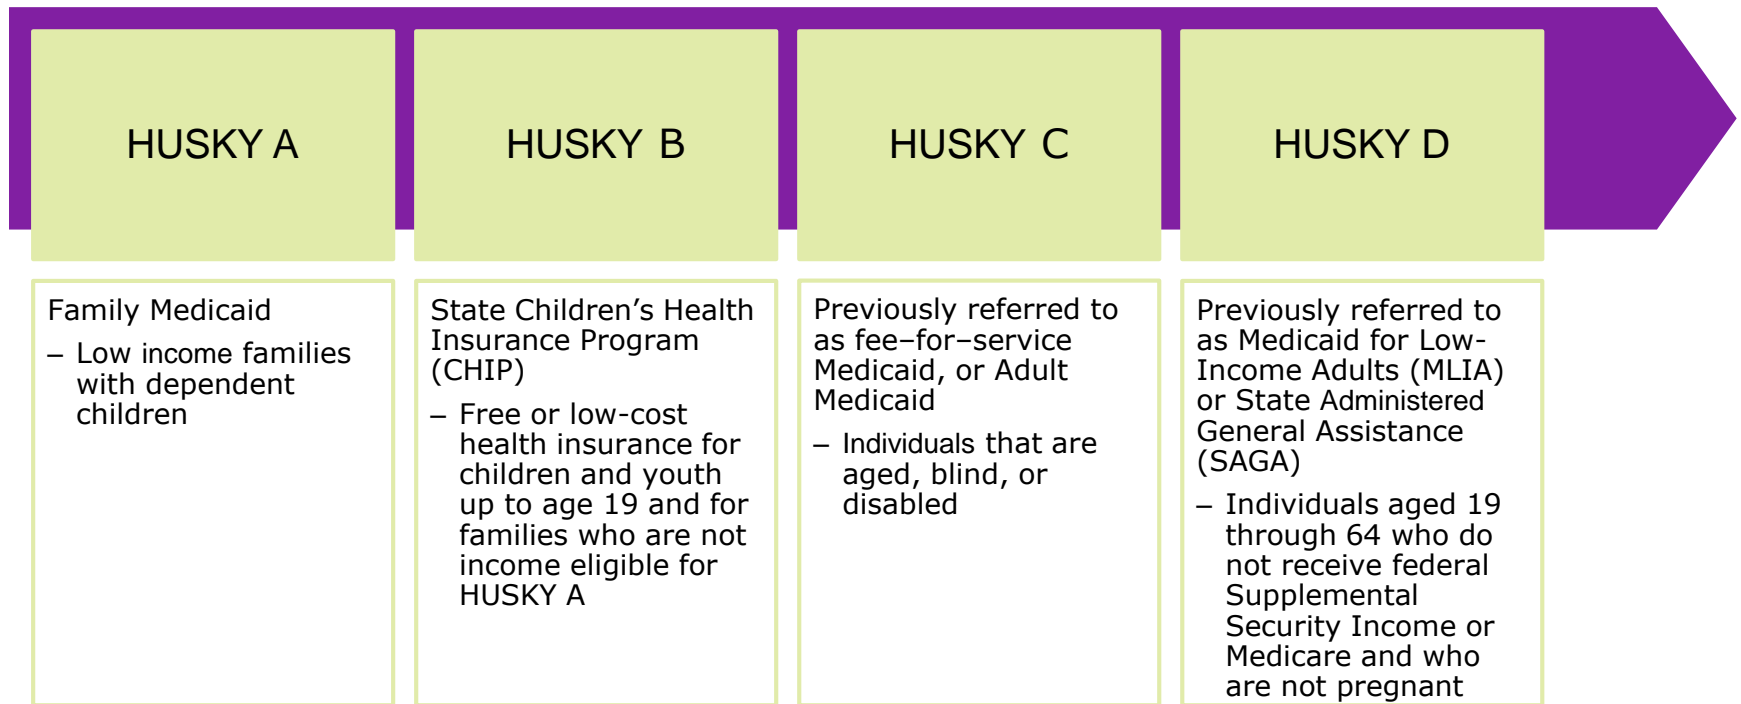 HUSKY A
HUSKY B
HUSKY C
HUSKY D
Family Medicaid
– Low income families
with dependent
children
State Children’s Health
Insurance Program
(CHIP)
– Free or low-cost
health insurance for
children and youth
up to age 19 and for
families who are not
income eligible for
HUSKY A
Previously referred to
as fee–for–service
Medicaid, or Adult
Medicaid
– Individuals that are
aged, blind, or
disabled
Previously referred to
as Medicaid for Low-
Income Adults (MLIA)
or State Administered
General Assistance
(SAGA)
– Individuals aged 19
through 64 who do
not receive federal
Supplemental
Security Income or
Medicare and who
are not pregnant